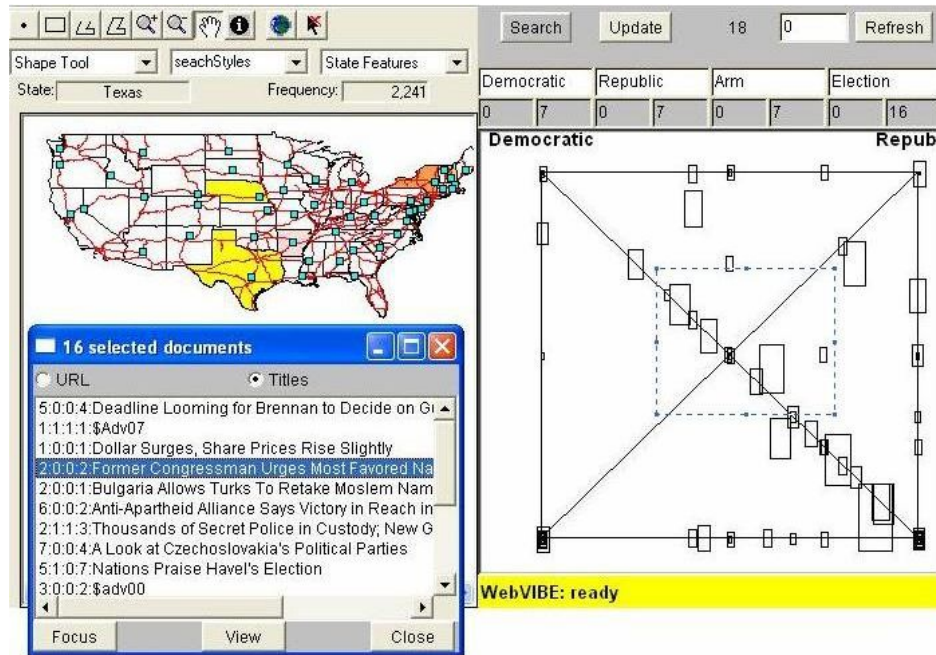 Search Update 18 0 Refresh
Shape Tool seachStyles State Features
Democratic Republic Arm Election
State: Texas Frequency: 2,241
0 7 0 7 0 7 0 16
Democratic Repub
16 selected documents
URL Titles
5:0:0:4:Deadline Looming for Brennan to Decide on Gu
1:1:1:1:$Adv07
1:0:0:1:Dollar Surges, Share Prices Rise Slightly
2:0:0:2:Former Congressman Urges Most Favored Na
2:0:0:1:Bulgaria Allows Turks To Retake Moslem Nam
6:0:0:2:Anti-Apartheid Alliance Says Victory in Reach in
2:1:1:3:Thousands of Secret Police in Custody; New G
7:0:0:4:A Look at Czechoslovakia's Political Parties
5:1:0:7:Nations Praise Havel's Election
3:0:0:2:$adv00
WebVIBE: ready
Focus View Close